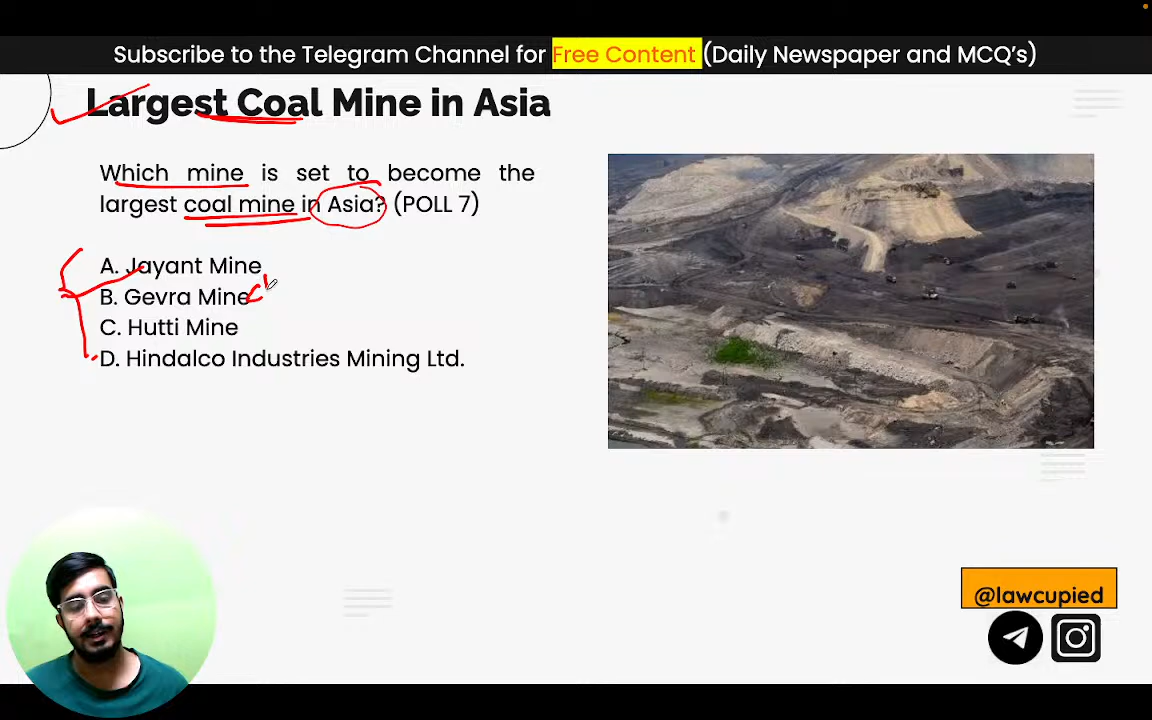 Subscribe to the Telegram Channel for Free Content (Daily Newspaper and MCQ's)
Largest Coal Mine in Asia
Which mine is set to become the
largest coal mine in Asia? (POLL 7)
A. Jayant Mine
B. Gevra Mine
C. Hutti Mine
D. Hindalco Industries Mining Ltd.
@lawcupied